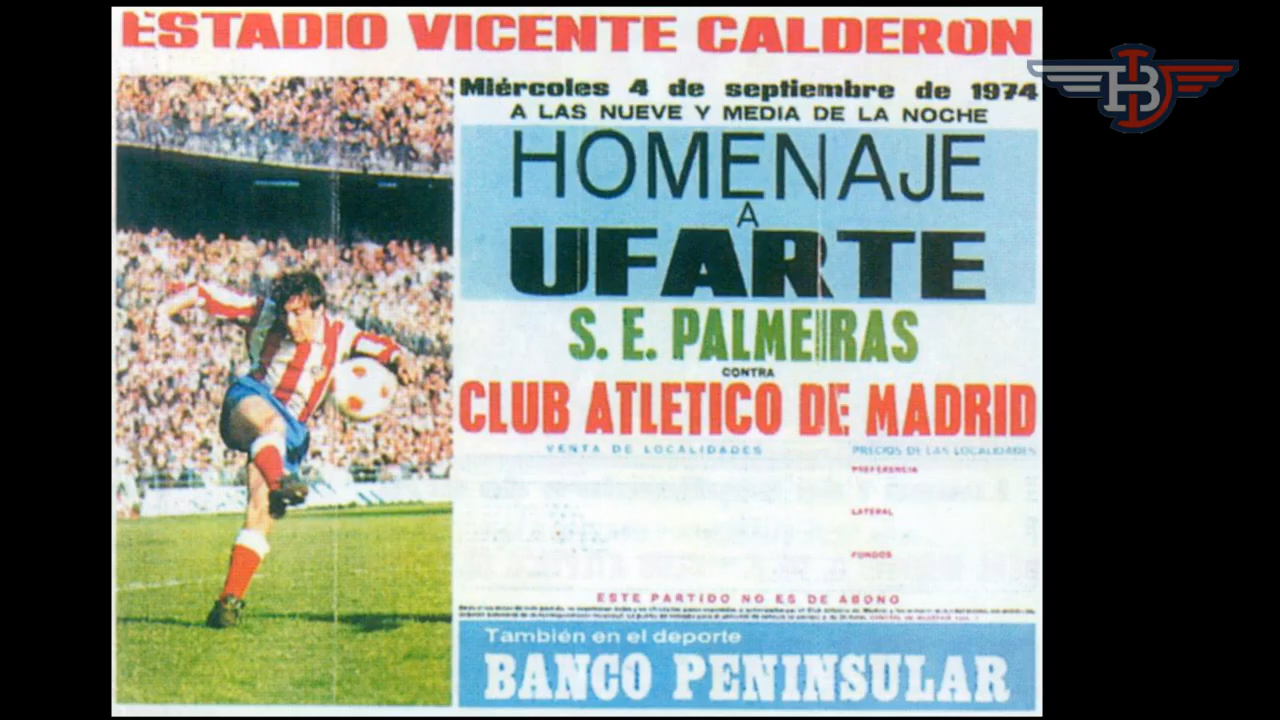 ESTADIO VICENTE CALDERON
Miércoles 4 de septiembre de 1974
A LAS NUEVE Y MEDIA DE LA NOCHE
HOMENAJE
A
UFARTE
S. E. PALMEIRAS
CONTRA
CLUB ATLETICO DE MADRID
VENTA DE LOCALIDADES
PRECIOS DE LAS LOCALIDADES
PREFERENCIA
LATERAL
FONDOS
ESTE PARTIDO NO ES DE ABONO
También en el deporte
BANCO PENINSULAR
B